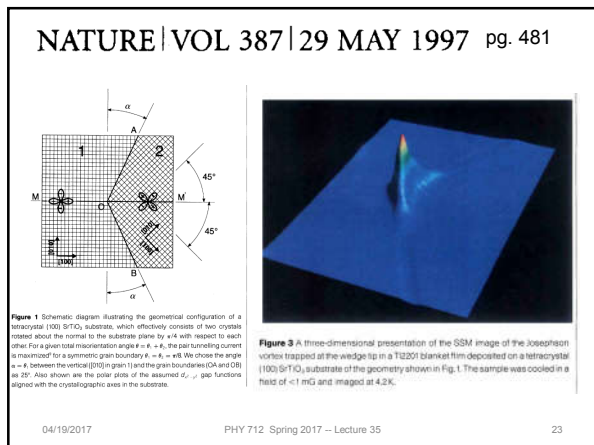 NATURE|VOL 387|29 MAY 1997 pg. 481
α
A
1
2
45°
M
M'
O
45°
[010]
[100]
[010]
[100]
B
α
Figure 1 Schematic diagram illustrating the geometrical configuration of a
tetracrystal (100) SrTiO₃ substrate, which effectively consists of two crystals
rotated about the normal to the substrate plane by π/4 with respect to each
other. For a given total misorientation angle θ = θ₁ + θ₂, the pair tunnelling current
is maximized⁸ for a symmetric grain boundary θ₁ = θ₂ = π/8. We chose the angle
α = θ₁ between the vertical ([010] in grain 1) and the grain boundaries (OA and OB)
as 25°. Also shown are the polar plots of the assumed gap functions
aligned with the crystallographic axes in the substrate.
Figure 3 A three-dimensional presentation of the SSM image of the Josephson
vortex trapped at the wedge tip in a Tl2201 blanket film deposited on a tetracrystal
(100) SrTiO₃ substrate of the geometry shown in Fig. 1. The sample was cooled in a
field of <1 mG and imaged at 4.2 K.
04/19/2017
PHY 712 Spring 2017 -- Lecture 35
23